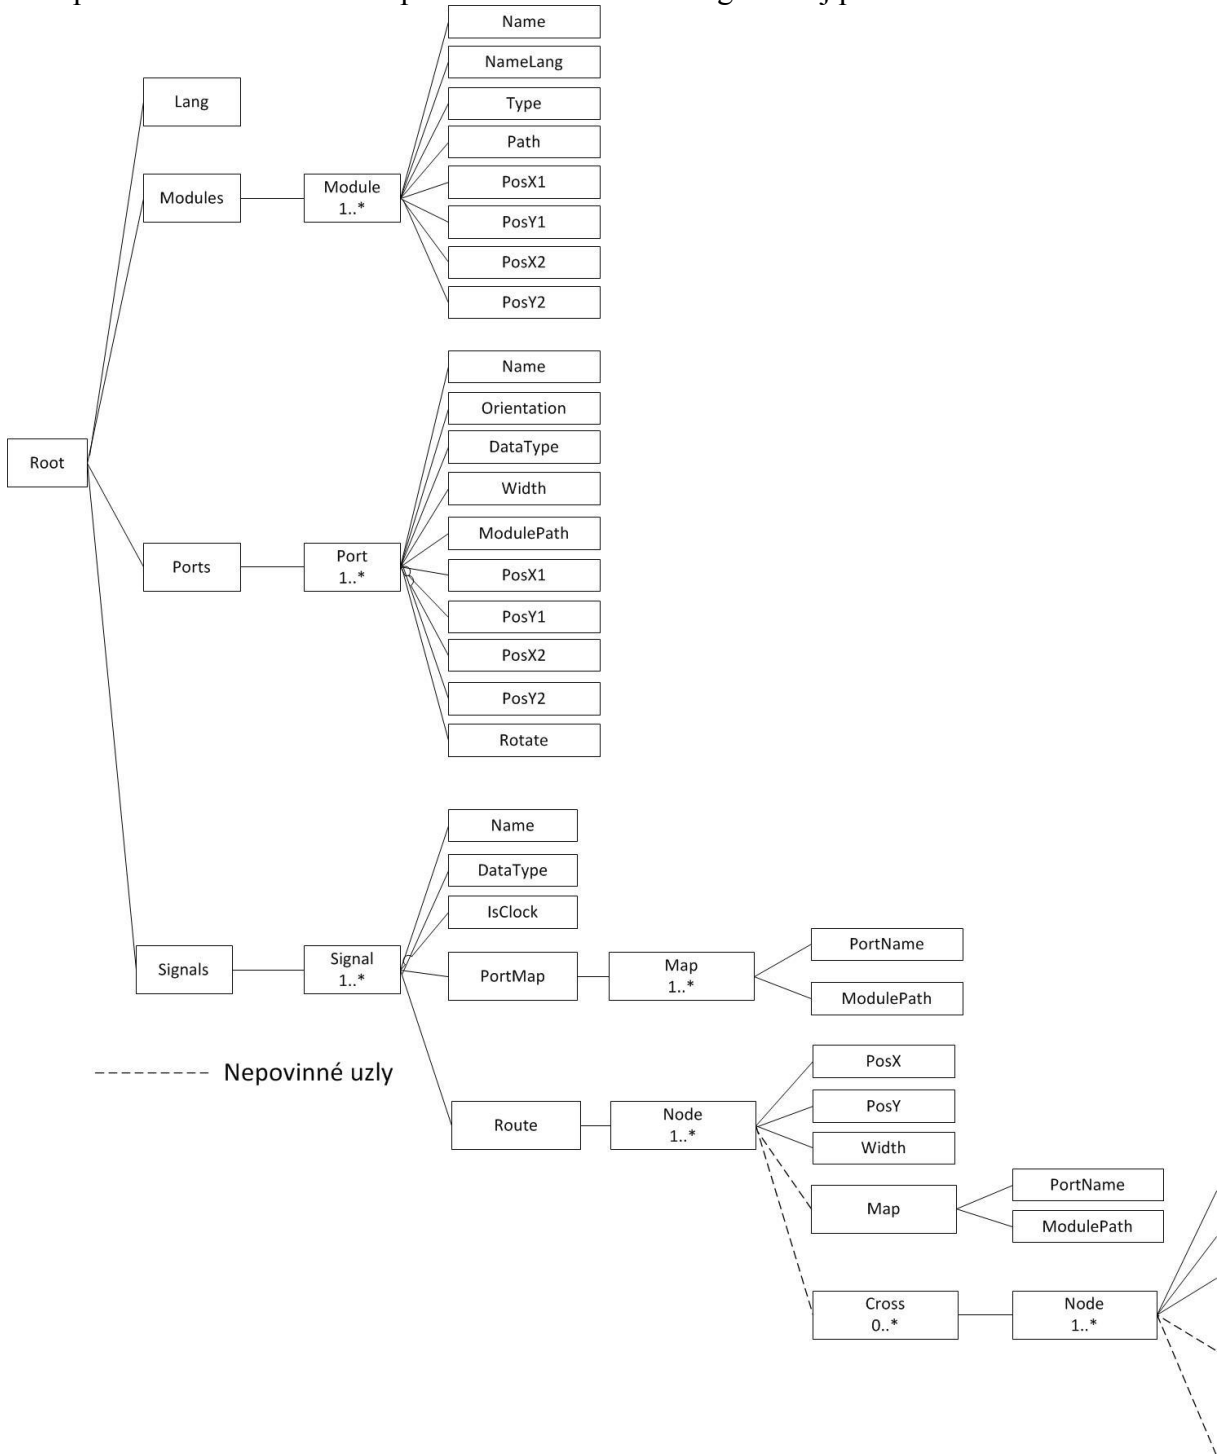 Name
NameLang
Lang
Type
Path
Modules
Module
1..*
PosX1
PosY1
PosX2
PosY2
Name
Orientation
DataType
Root
Width
ModulePath
Ports
Port
1..*
PosX1
PosY1
PosX2
PosY2
Rotate
Name
DataType
IsClock
Signals
Signal
1..*
PortMap
Map
1..*
PortName
ModulePath
Nepovinné uzly
Route
Node
1..*
PosX
PosY
Width
Map
PortName
ModulePath
Cross
0..*
Node
1..*